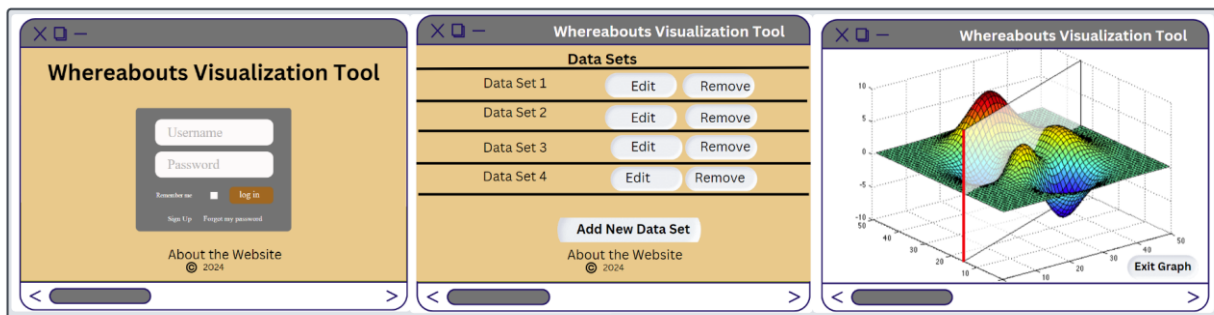 Whereabouts Visualization Tool
Username
Password
Remember me
log in
Sign Up Forgot my password
About the Website
© 2024
Whereabouts Visualization Tool
Data Sets
Data Set 1 Edit Remove
Data Set 2 Edit Remove
Data Set 3 Edit Remove
Data Set 4 Edit Remove
Add New Data Set
About the Website
© 2024
Whereabouts Visualization Tool
10
5
0
-5
-10
50
40
30
20
10
10
20
30
40
50
Exit Graph